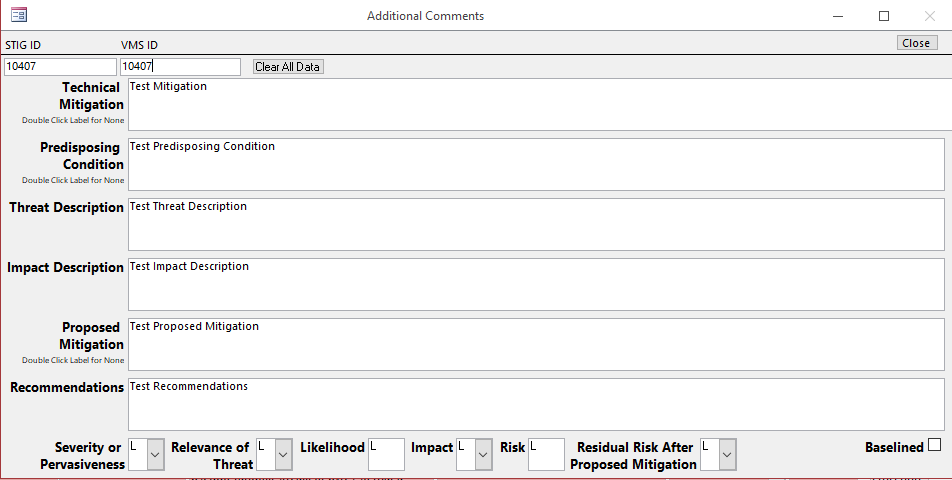 Additional Comments
STIG ID VMS ID Close
10407 10407 Clear All Data
Technical Mitigation
Double Click Label for None
Test Mitigation
Predisposing Condition
Double Click Label for None
Test Predisposing Condition
Threat Description
Test Threat Description
Impact Description
Test Impact Description
Proposed Mitigation
Double Click Label for None
Test Proposed Mitigation
Recommendations
Test Recommendations
Severity or Pervasiveness L
Relevance of Threat L
Likelihood L
Impact L
Risk L
Residual Risk After Proposed Mitigation L
Baselined